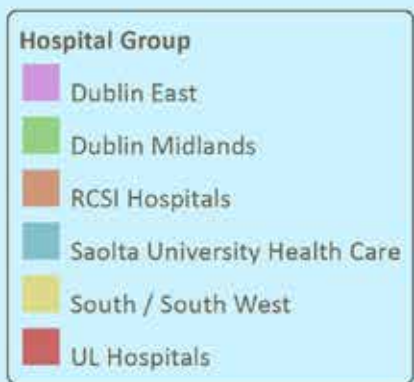 Hospital Group
Dublin East
Dublin Midlands
RCSI Hospitals
Saolta University Health Care
South / South West
UL Hospitals